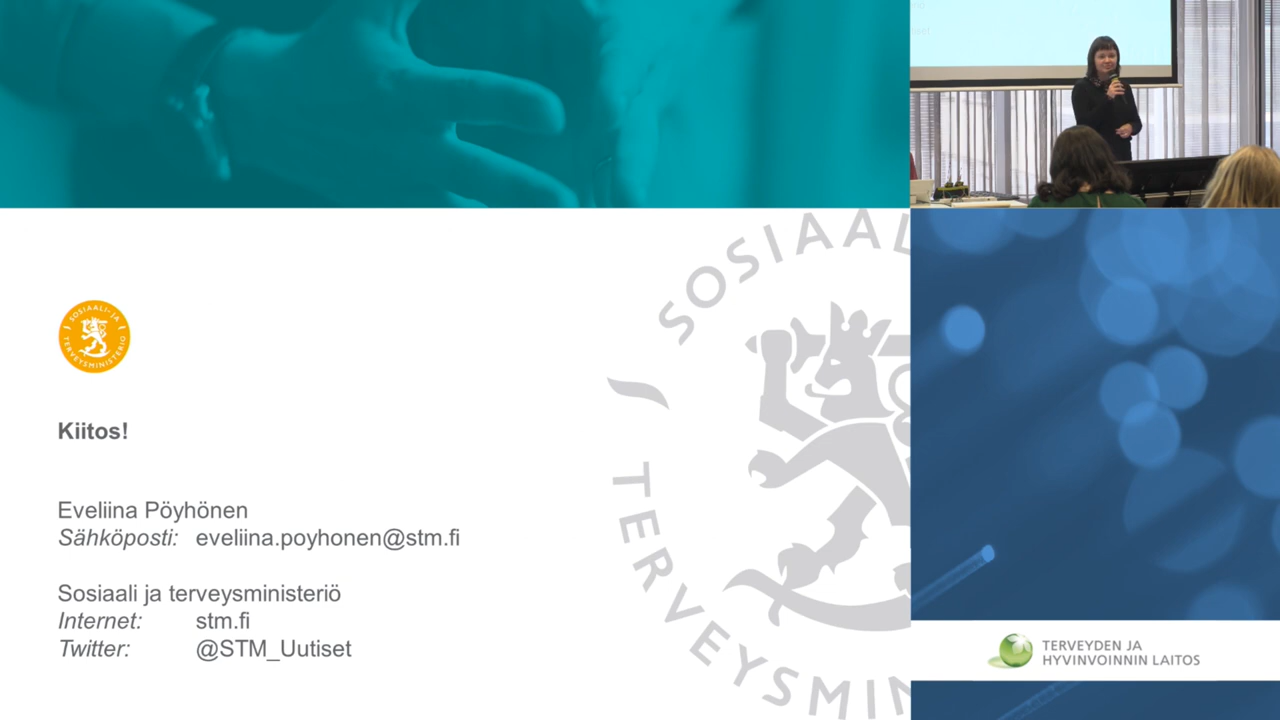 SOSIAALI- JA
TERVEYSMINISTERIÖ
Kiitos!
Eveliina Pöyhönen
Sähköposti: eveliina.poyhonen@stm.fi
Sosiaali ja terveysministeriö
Internet: stm.fi
Twitter: @STM_Uutiset
SOSIAAL
TERVEYSMIN
TERVEYDEN JA
HYVINVOINNIN LAITOS